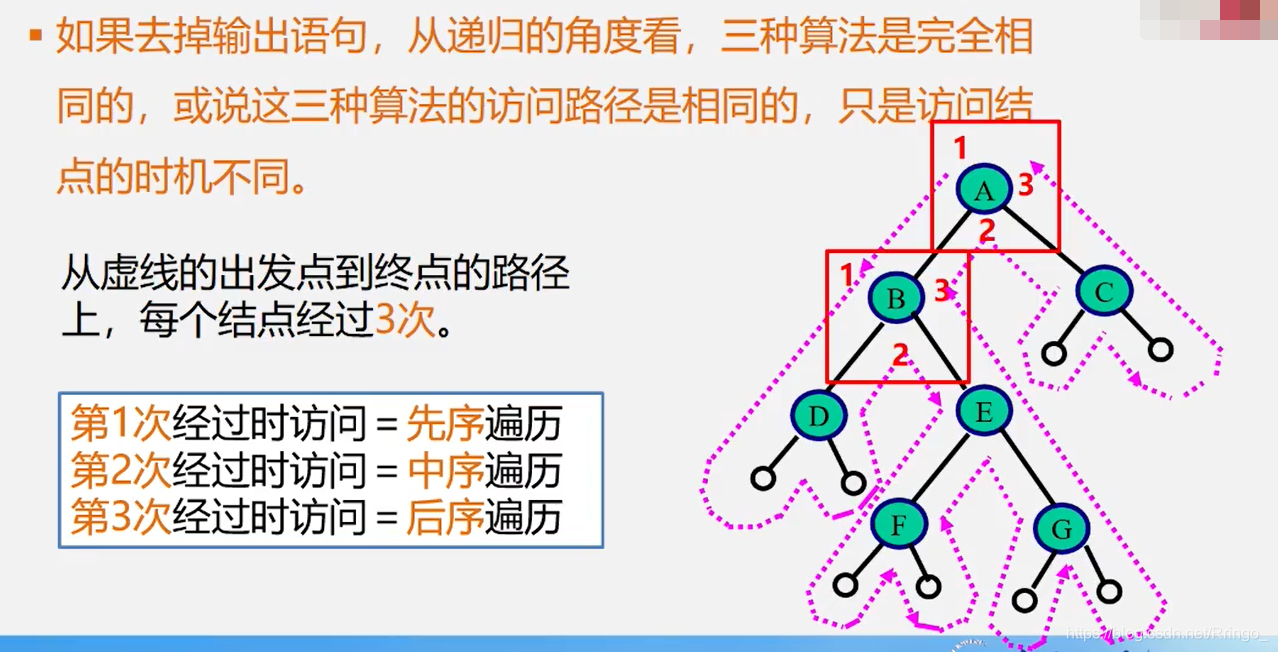 ▪ 如果去掉输出语句，从递归的角度看，三种算法是完全相
同的，或说这三种算法的访问路径是相同的，只是访问结
点的时机不同。
从虚线的出发点到终点的路径
上，每个结点经过3次。
第1次经过时访问＝先序遍历
第2次经过时访问＝中序遍历
第3次经过时访问＝后序遍历
1
A
3
2
1
B
3
C
2
D
E
F
G
https://blog.csdn.net/Rringo_